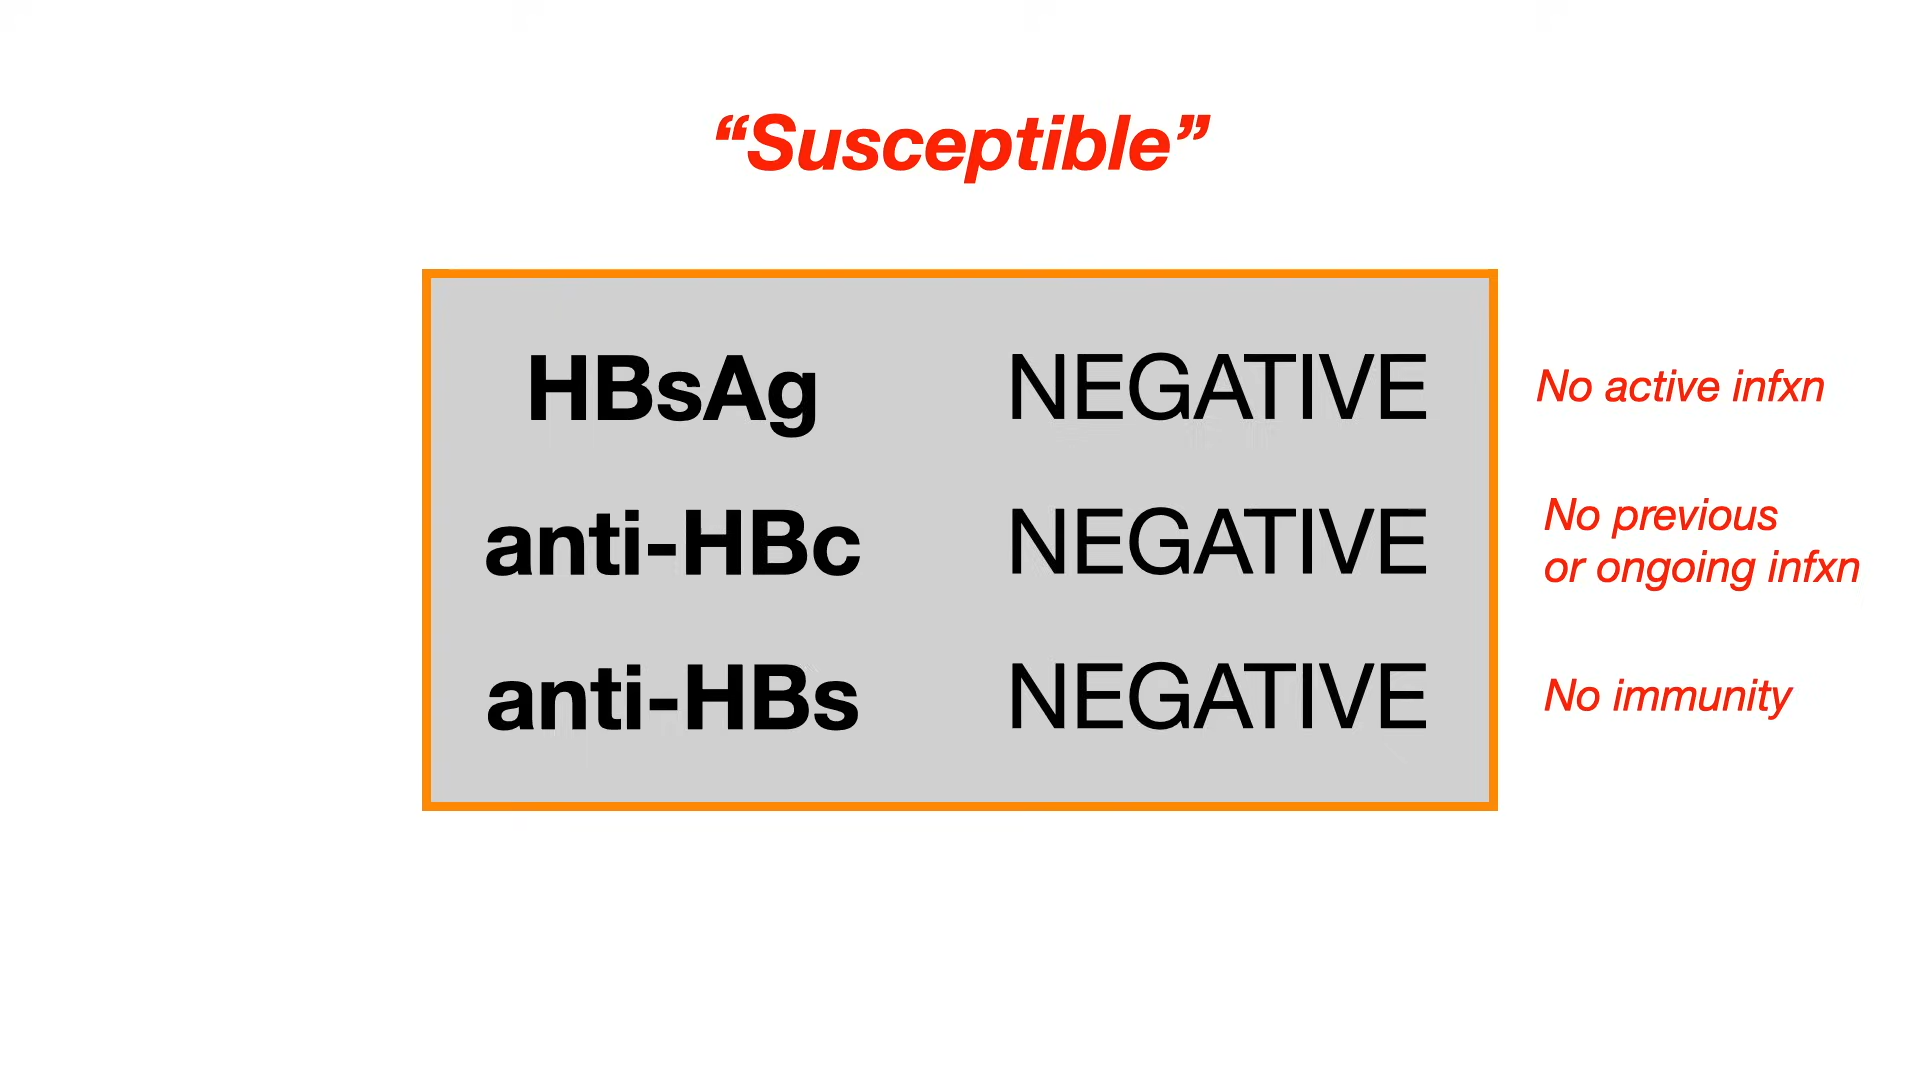 “Susceptible”
HBsAg NEGATIVE No active infxn
anti-HBc NEGATIVE No previous
or ongoing infxn
anti-HBs NEGATIVE No immunity